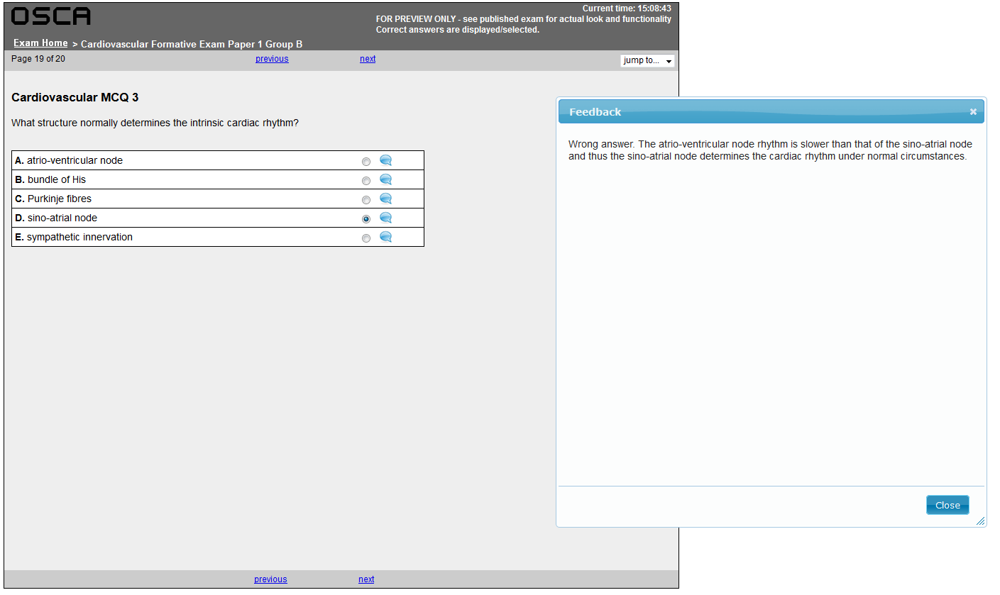 OSCA
Current time: 15:08:43
FOR PREVIEW ONLY - see published exam for actual look and functionality
Correct answers are displayed/selected.
Exam Home > Cardiovascular Formative Exam Paper 1 Group B
Page 19 of 20 previous next jump to...
Cardiovascular MCQ 3
What structure normally determines the intrinsic cardiac rhythm?
A. atrio-ventricular node
B. bundle of His
C. Purkinje fibres
D. sino-atrial node
E. sympathetic innervation
Feedback
Wrong answer. The atrio-ventricular node rhythm is slower than that of the sino-atrial node
and thus the sino-atrial node determines the cardiac rhythm under normal circumstances.
Close
previous next